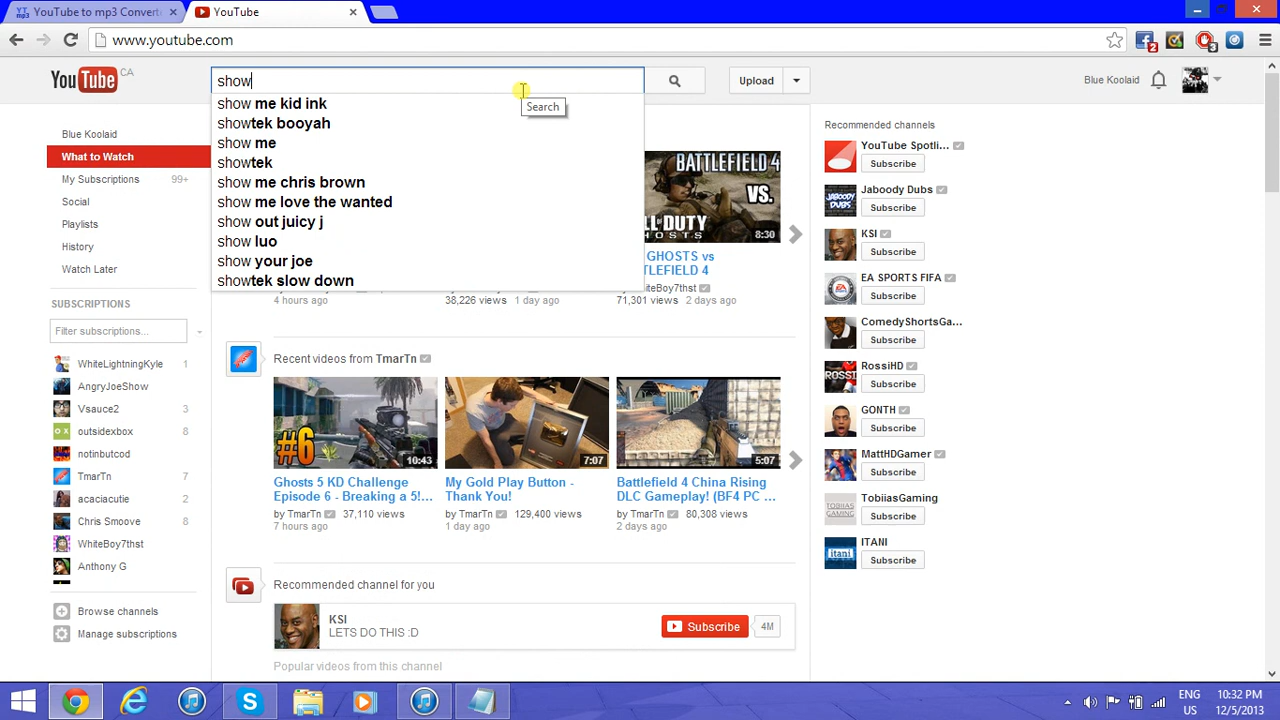 YouTube to mp3 Convert
YouTube
www.youtube.com
2
3
YouTube CA
show
Upload
Blue Koolaid
Search
show me kid ink
showtek booyah
show me
showtek
show me chris brown
show me love the wanted
show out juicy j
show luo
show your joe
showtek slow down
Blue Koolaid
What to Watch
My Subscriptions 99+
Social
Playlists
History
Watch Later
SUBSCRIPTIONS
Filter subscriptions...
WhiteLightningKyle 1
AngryJoeShow
Vsauce2 3
outsidexbox 8
notinbutcod
TmarTn 7
acaciacutie 2
Chris Smoove 8
WhiteBoy7thst
Anthony G
Browse channels
Manage subscriptions
BATTLEFIELD 4
VS.
OF DUTY
GHOSTS
8:30
GHOSTS vs
TLEFIELD 4
iteBoy7thst
4 hours ago
38,226 views 1 day ago
71,301 views 2 days ago
Recent videos from TmarTn
#6
10:43
7:07
5:07
Ghosts 5 KD Challenge
Episode 6 - Breaking a 5!...
by TmarTn 37,110 views
7 hours ago
My Gold Play Button -
Thank You!
by TmarTn 129,400 views
1 day ago
Battlefield 4 China Rising
DLC Gameplay! (BF4 PC ...
by TmarTn 80,308 views
2 days ago
Recommended channel for you
KSI
LETS DO THIS :D
Subscribe 4M
Popular videos from this channel
Recommended channels
YouTube Spotli...
Subscribe
JABOODY DUBS
Jaboody Dubs
Subscribe
KSI
Subscribe
EA SPORTS FIFA
Subscribe
ComedyShortsGa...
Subscribe
ROSSI
RossiHD
Subscribe
GONTH
Subscribe
MattHDGamer
Subscribe
TOBIIAS GAMING
TobiiasGaming
Subscribe
itani
ITANI
Subscribe
ENG
US
10:32 PM
12/5/2013